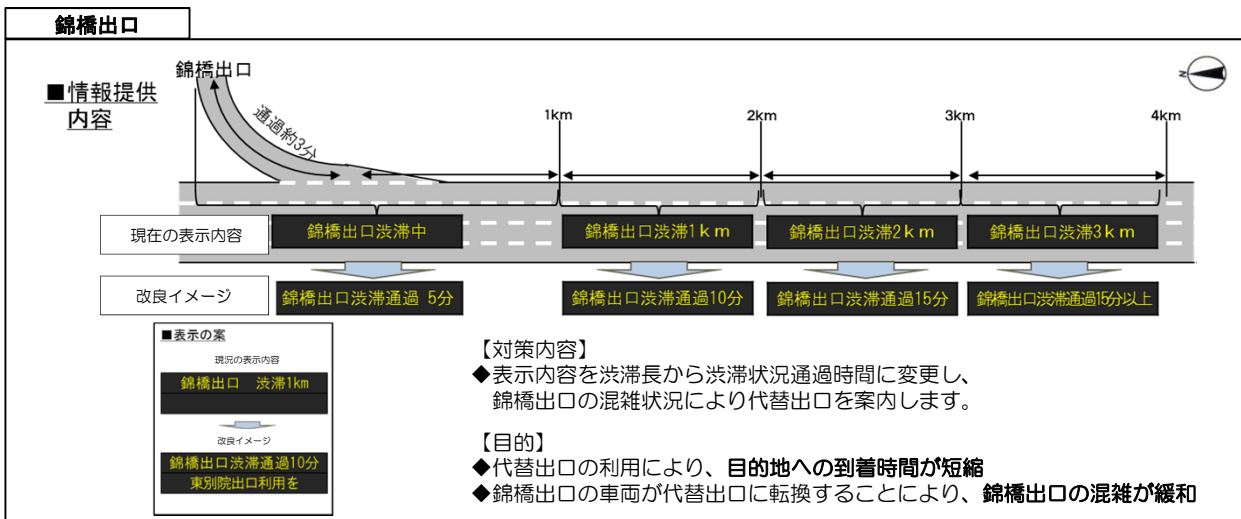 錦橋出口
■情報提供
内容
錦橋出口
通過約3分
1km
2km
3km
4km
N
現在の表示内容
錦橋出口渋滞中
錦橋出口渋滞1km
錦橋出口渋滞2km
錦橋出口渋滞3km
改良イメージ
錦橋出口渋滞通過 5分
錦橋出口渋滞通過10分
錦橋出口渋滞通過15分
錦橋出口渋滞通過15分以上
■表示の案
現況の表示内容
錦橋出口 渋滞1km
改良イメージ
錦橋出口渋滞通過10分
東別院出口利用を
【対策内容】
◆表示内容を渋滞長から渋滞状況通過時間に変更し、
錦橋出口の混雑状況により代替出口を案内します。
【目的】
◆代替出口の利用により、目的地への到着時間が短縮
◆錦橋出口の車両が代替出口に転換することにより、錦橋出口の混雑が緩和